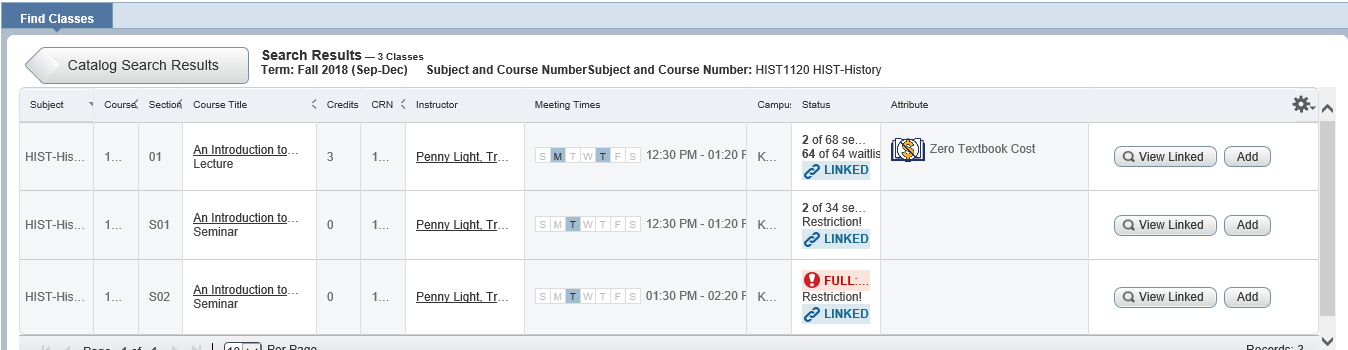 Find Classes
Catalog Search Results
Search Results — 3 Classes
Term: Fall 2018 (Sep-Dec) Subject and Course NumberSubject and Course Number: HIST1120 HIST-History
Subject Course Section Course Title Credits CRN Instructor Meeting Times Campus Status Attribute
HIST-His... 1... 01 An Introduction to... 3 1... Penny Light, Tr... S M T W T F S 12:30 PM - 01:20 P K... 2 of 68 se... Zero Textbook Cost View Linked Add
Lecture 64 of 64 waitlis
LINKED
HIST-His... 1... S01 An Introduction to... 0 1... Penny Light, Tr... S M T W T F S 12:30 PM - 01:20 P K... 2 of 34 se... View Linked Add
Seminar Restriction!
LINKED
HIST-His... 1... S02 An Introduction to... 0 1... Penny Light, Tr... S M T W T F S 01:30 PM - 02:20 P K... FULL:... View Linked Add
Seminar Restriction!
LINKED
Page 1 of 1 10 Per Page Records: 3